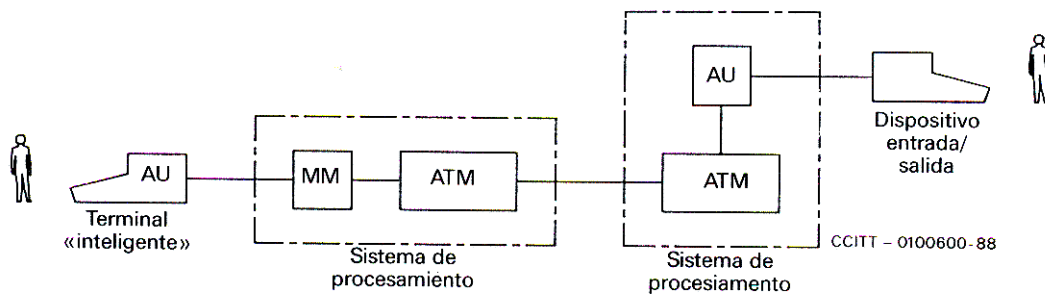 AU
Terminal
«inteligente»
MM
ATM
Sistema de
procesamiento
AU
ATM
Sistema de
procesiamento
Dispositivo
entrada/
salida
CCITT – 0100600-88